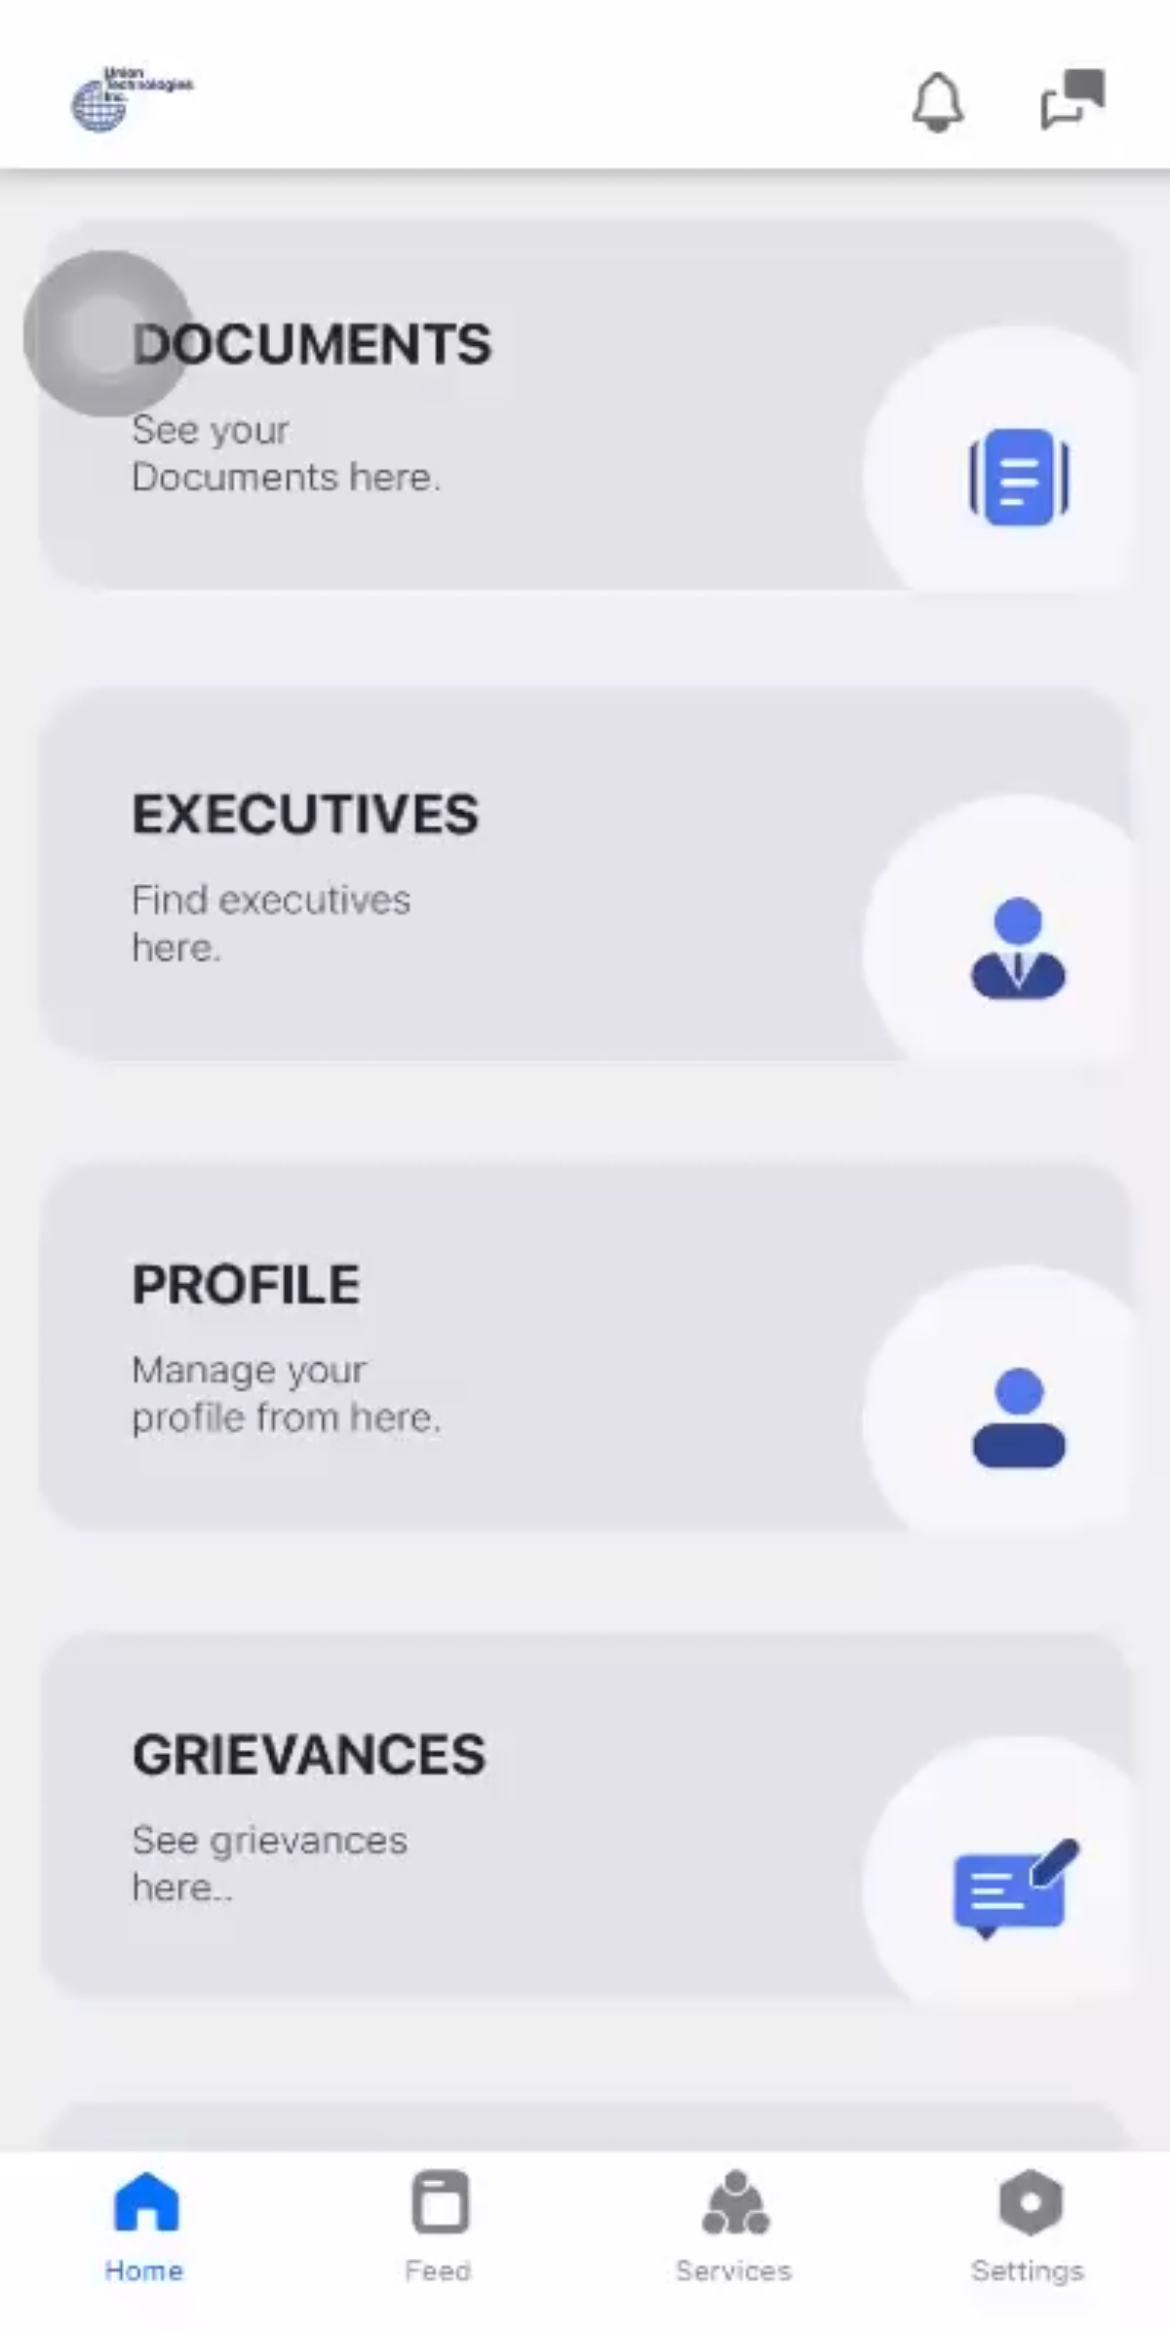 Union
Technologies
Inc.
DOCUMENTS
See your
Documents here.
EXECUTIVES
Find executives
here.
PROFILE
Manage your
profile from here.
GRIEVANCES
See grievances
here..
Home
Feed
Services
Settings